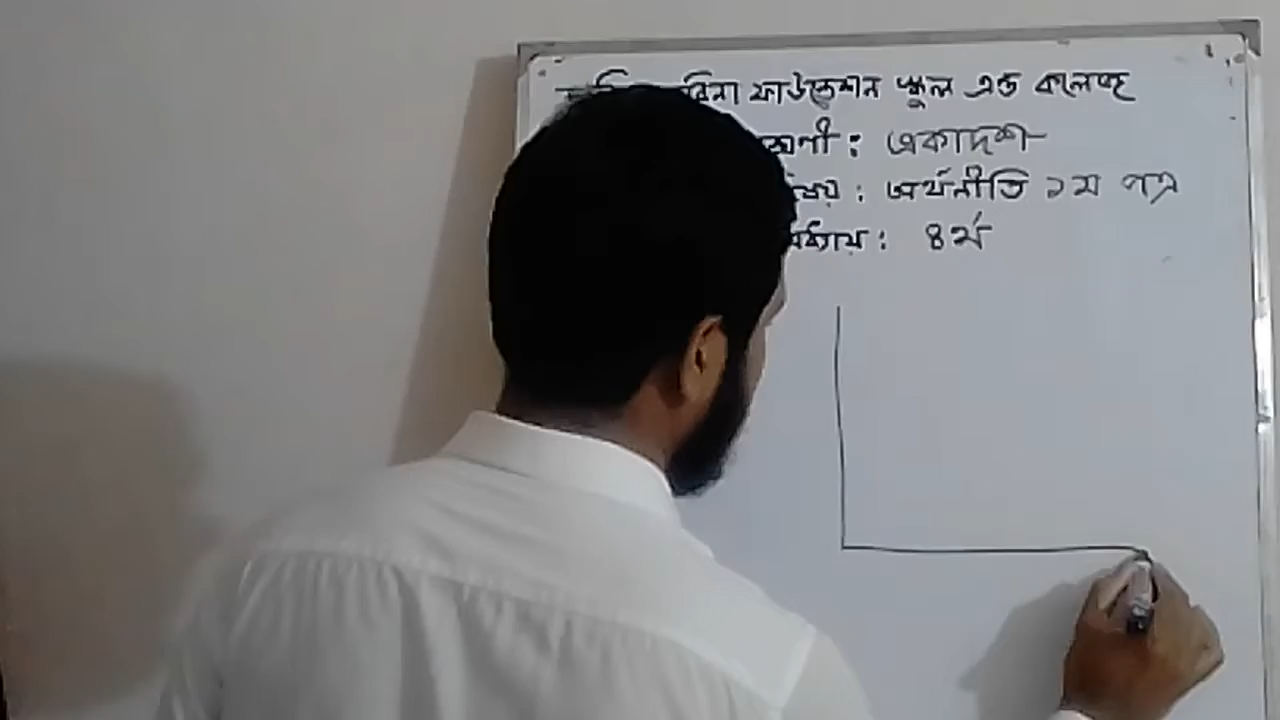 ফাউন্ডেশন স্কুল এন্ড কলেজ
: একাদশ
: অর্থনীতি ১ম পত্র
: ৪র্থ